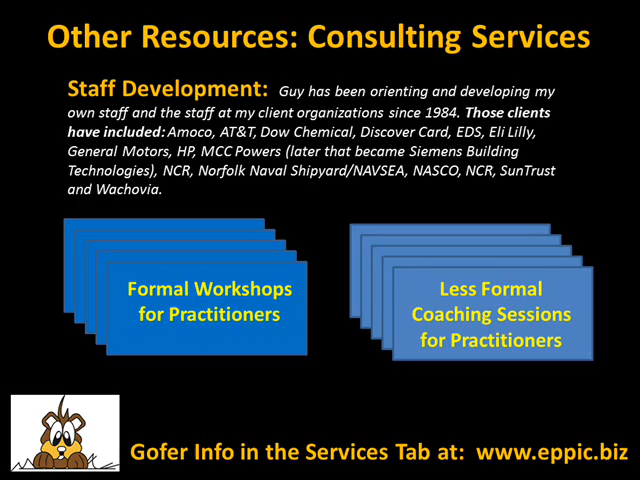 Other Resources: Consulting Services
Staff Development: Guy has been orienting and developing my
own staff and the staff at my client organizations since 1984. Those clients
have included: Amoco, AT&T, Dow Chemical, Discover Card, EDS, Eli Lilly,
General Motors, HP, MCC Powers (later that became Siemens Building
Technologies), NCR, Norfolk Naval Shipyard/NAVSEA, NASCO, NCR, SunTrust
and Wachovia.
Formal Workshops
for Practitioners
Less Formal
Coaching Sessions
for Practitioners
Gofer Info in the Services Tab at: www.eppic.biz